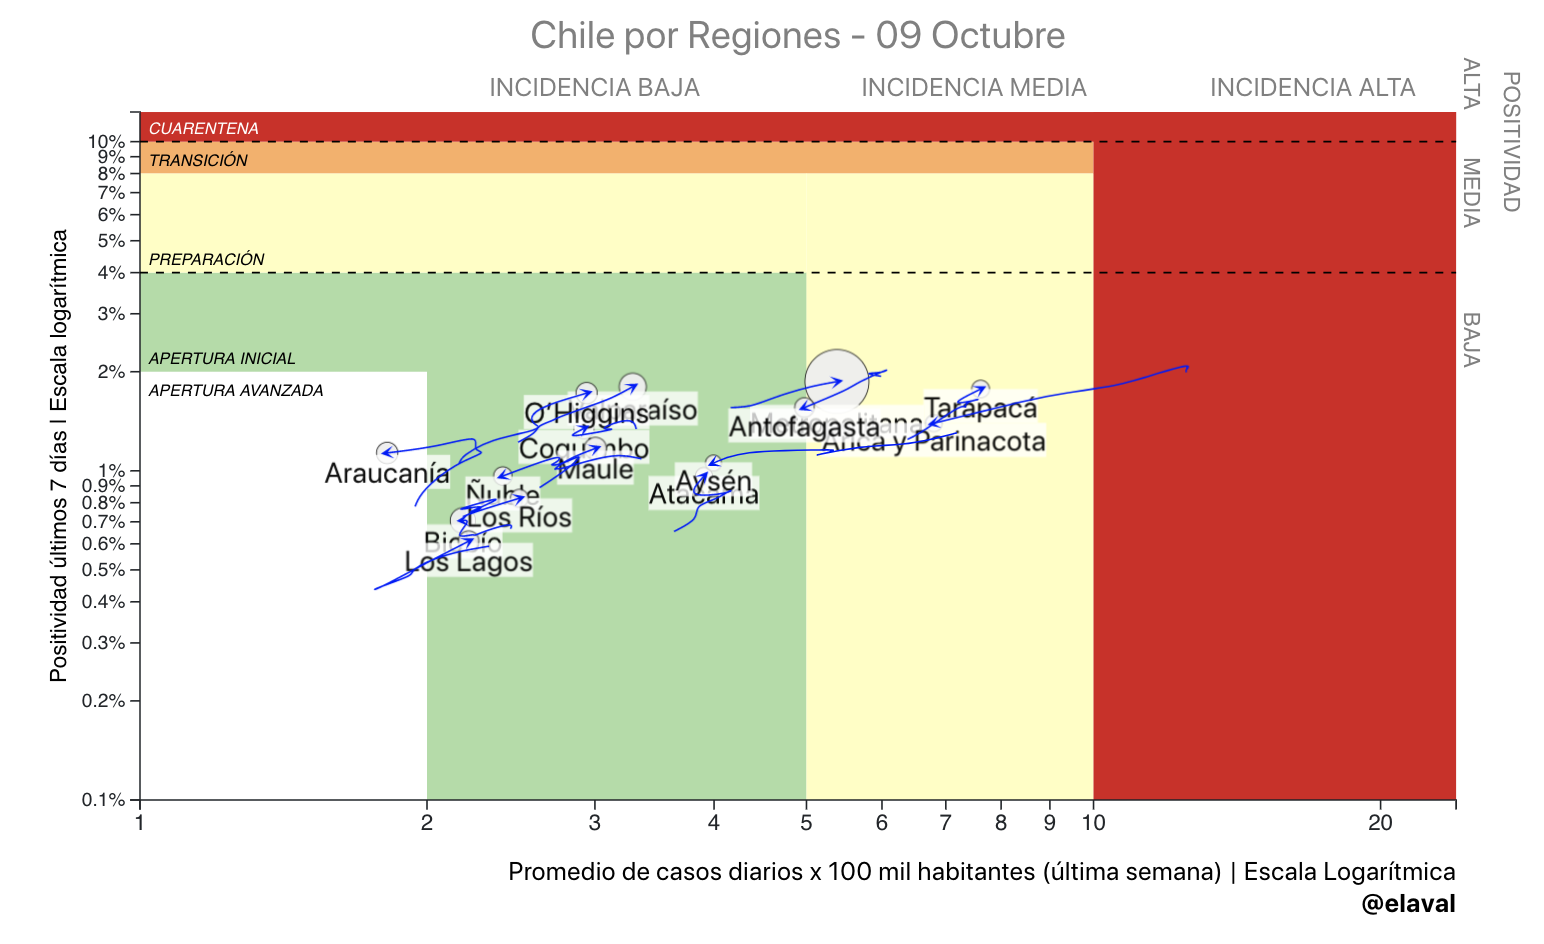 Chile por Regiones - 09 Octubre
INCIDENCIA BAJA
INCIDENCIA MEDIA
INCIDENCIA ALTA
ALTA
MEDIA
BAJA
POSITIVIDAD
CUARENTENA
TRANSICIÓN
PREPARACIÓN
APERTURA INICIAL
APERTURA AVANZADA
Positividad últimos 7 días | Escala logarítmica
10%
9%
8%
7%
6%
5%
4%
3%
2%
1%
0.9%
0.8%
0.7%
0.6%
0.5%
0.4%
0.3%
0.2%
0.1%
O'Higgins
Tarapacá
Antofagasta
Arica y Parinacota
Coquimbo
Maule
Araucanía
Aysén
Atacama
Ñuble
Los Ríos
Los Lagos
1
2
3
4
5
6
7
8
9
10
20
Promedio de casos diarios x 100 mil habitantes (última semana) | Escala Logarítmica
@elaval